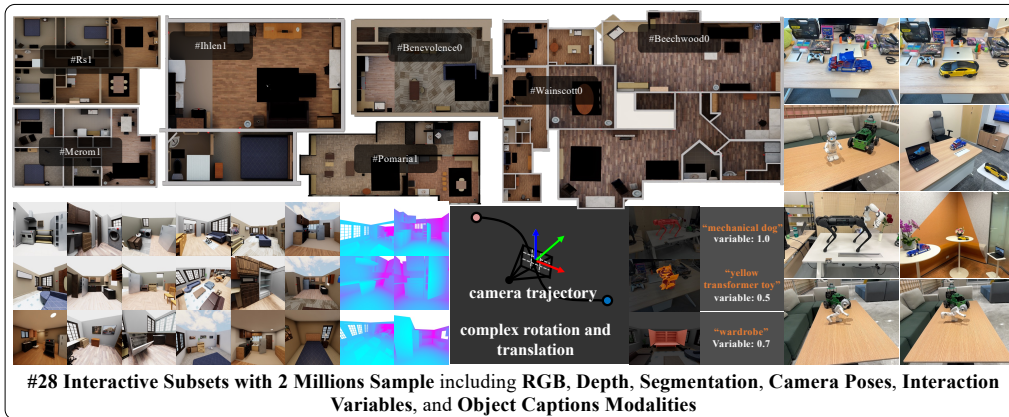 #Rs1
#Ihlen1
#Benevolence0
#Beechwood0
#Wainscott0
#Merom1
#Pomaria1
camera trajectory
complex rotation and
translation
“mechanical dog”
variable: 1.0
“yellow
transformer toy”
variable: 0.5
“wardrobe”
Variable: 0.7
#28 Interactive Subsets with 2 Millions Sample including RGB, Depth, Segmentation, Camera Poses, Interaction
Variables, and Object Captions Modalities